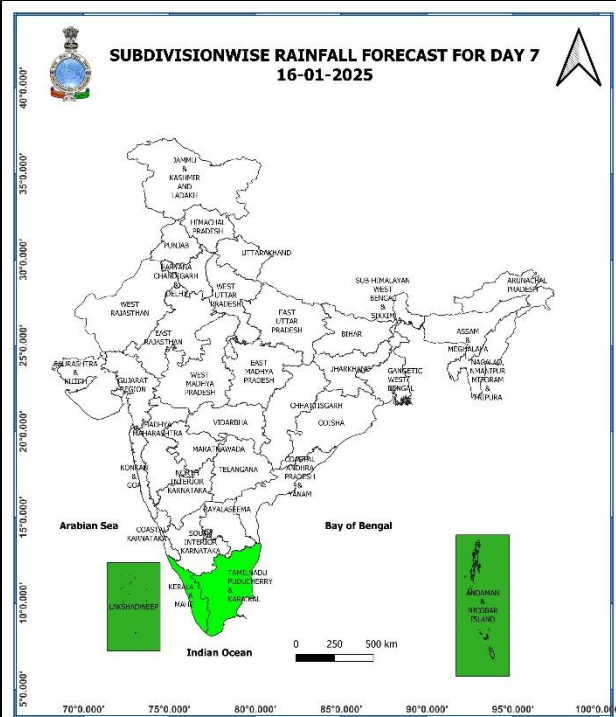 SUBDIVISIONWISE RAINFALL FORECAST FOR DAY 7
16-01-2025
40°0.000'
35°0.000'
30°0.000'
25°0.000'
20°0.000'
15°0.000'
10°0.000'
5°0.000'
JAMMU
&
KASHMIR
AND
LADAKH
HIMACHAL
PRADESH
PUNJAB
UTTARAKHAND
HARYANA
CHANDIGARH
&
DELHI
WEST
UTTAR
PRADESH
WEST
RAJASTHAN
EAST
RAJASTHAN
EAST
UTTAR
PRADESH
SUB-HIMALAYAN
WEST
BENGAL
&
SIKKIM
ARUNACHAL
PRADESH
BIHAR
ASSAM
&
MEGHALAYA
SAURASHTRA
&
KUTCH
GUJARAT
REGION
WEST
MADHYA
PRADESH
EAST
MADHYA
PRADESH
JHARKHAND
GANGETIC
WEST
BENGAL
CHHATTISGARH
ODISHA
MADHYA
MAHARASHTRA
VIDARBHA
MARATHAWADA
KONKAN
&
GOA
NORTH
INTERIOR
KARNATAKA
TELANGANA
COASTAL
ANDHRA
PRADESH
&
YANAM
RAYALASEEMA
Arabian Sea
COASTAL
KARNATAKA
SOUTH
INTERIOR
KARNATAKA
Bay of Bengal
LAKSHADWEEP
KERALA
&
MAHE
TAMILNADU
PUDUCHERRY
&
KARAIKAL
ANDAMAN
&
NICOBAR
ISLAND
Indian Ocean
0 250 500 km
70°0.000' 75°0.000' 80°0.000' 85°0.000' 90°0.000' 95°0.000'